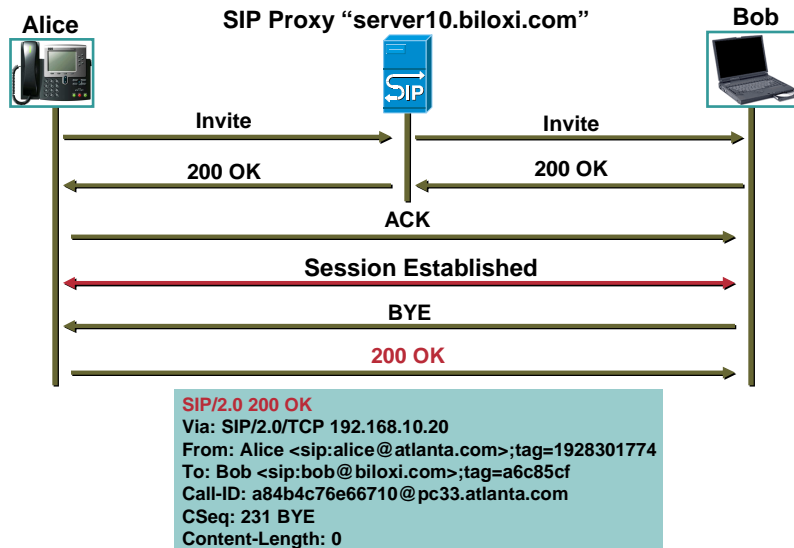 Alice
SIP Proxy “server10.biloxi.com”
Bob
SIP
Invite
Invite
200 OK
200 OK
ACK
Session Established
BYE
200 OK
SIP/2.0 200 OK
Via: SIP/2.0/TCP 192.168.10.20
From: Alice <sip:alice@atlanta.com>;tag=1928301774
To: Bob <sip:bob@biloxi.com>;tag=a6c85cf
Call-ID: a84b4c76e66710@pc33.atlanta.com
CSeq: 231 BYE
Content-Length: 0